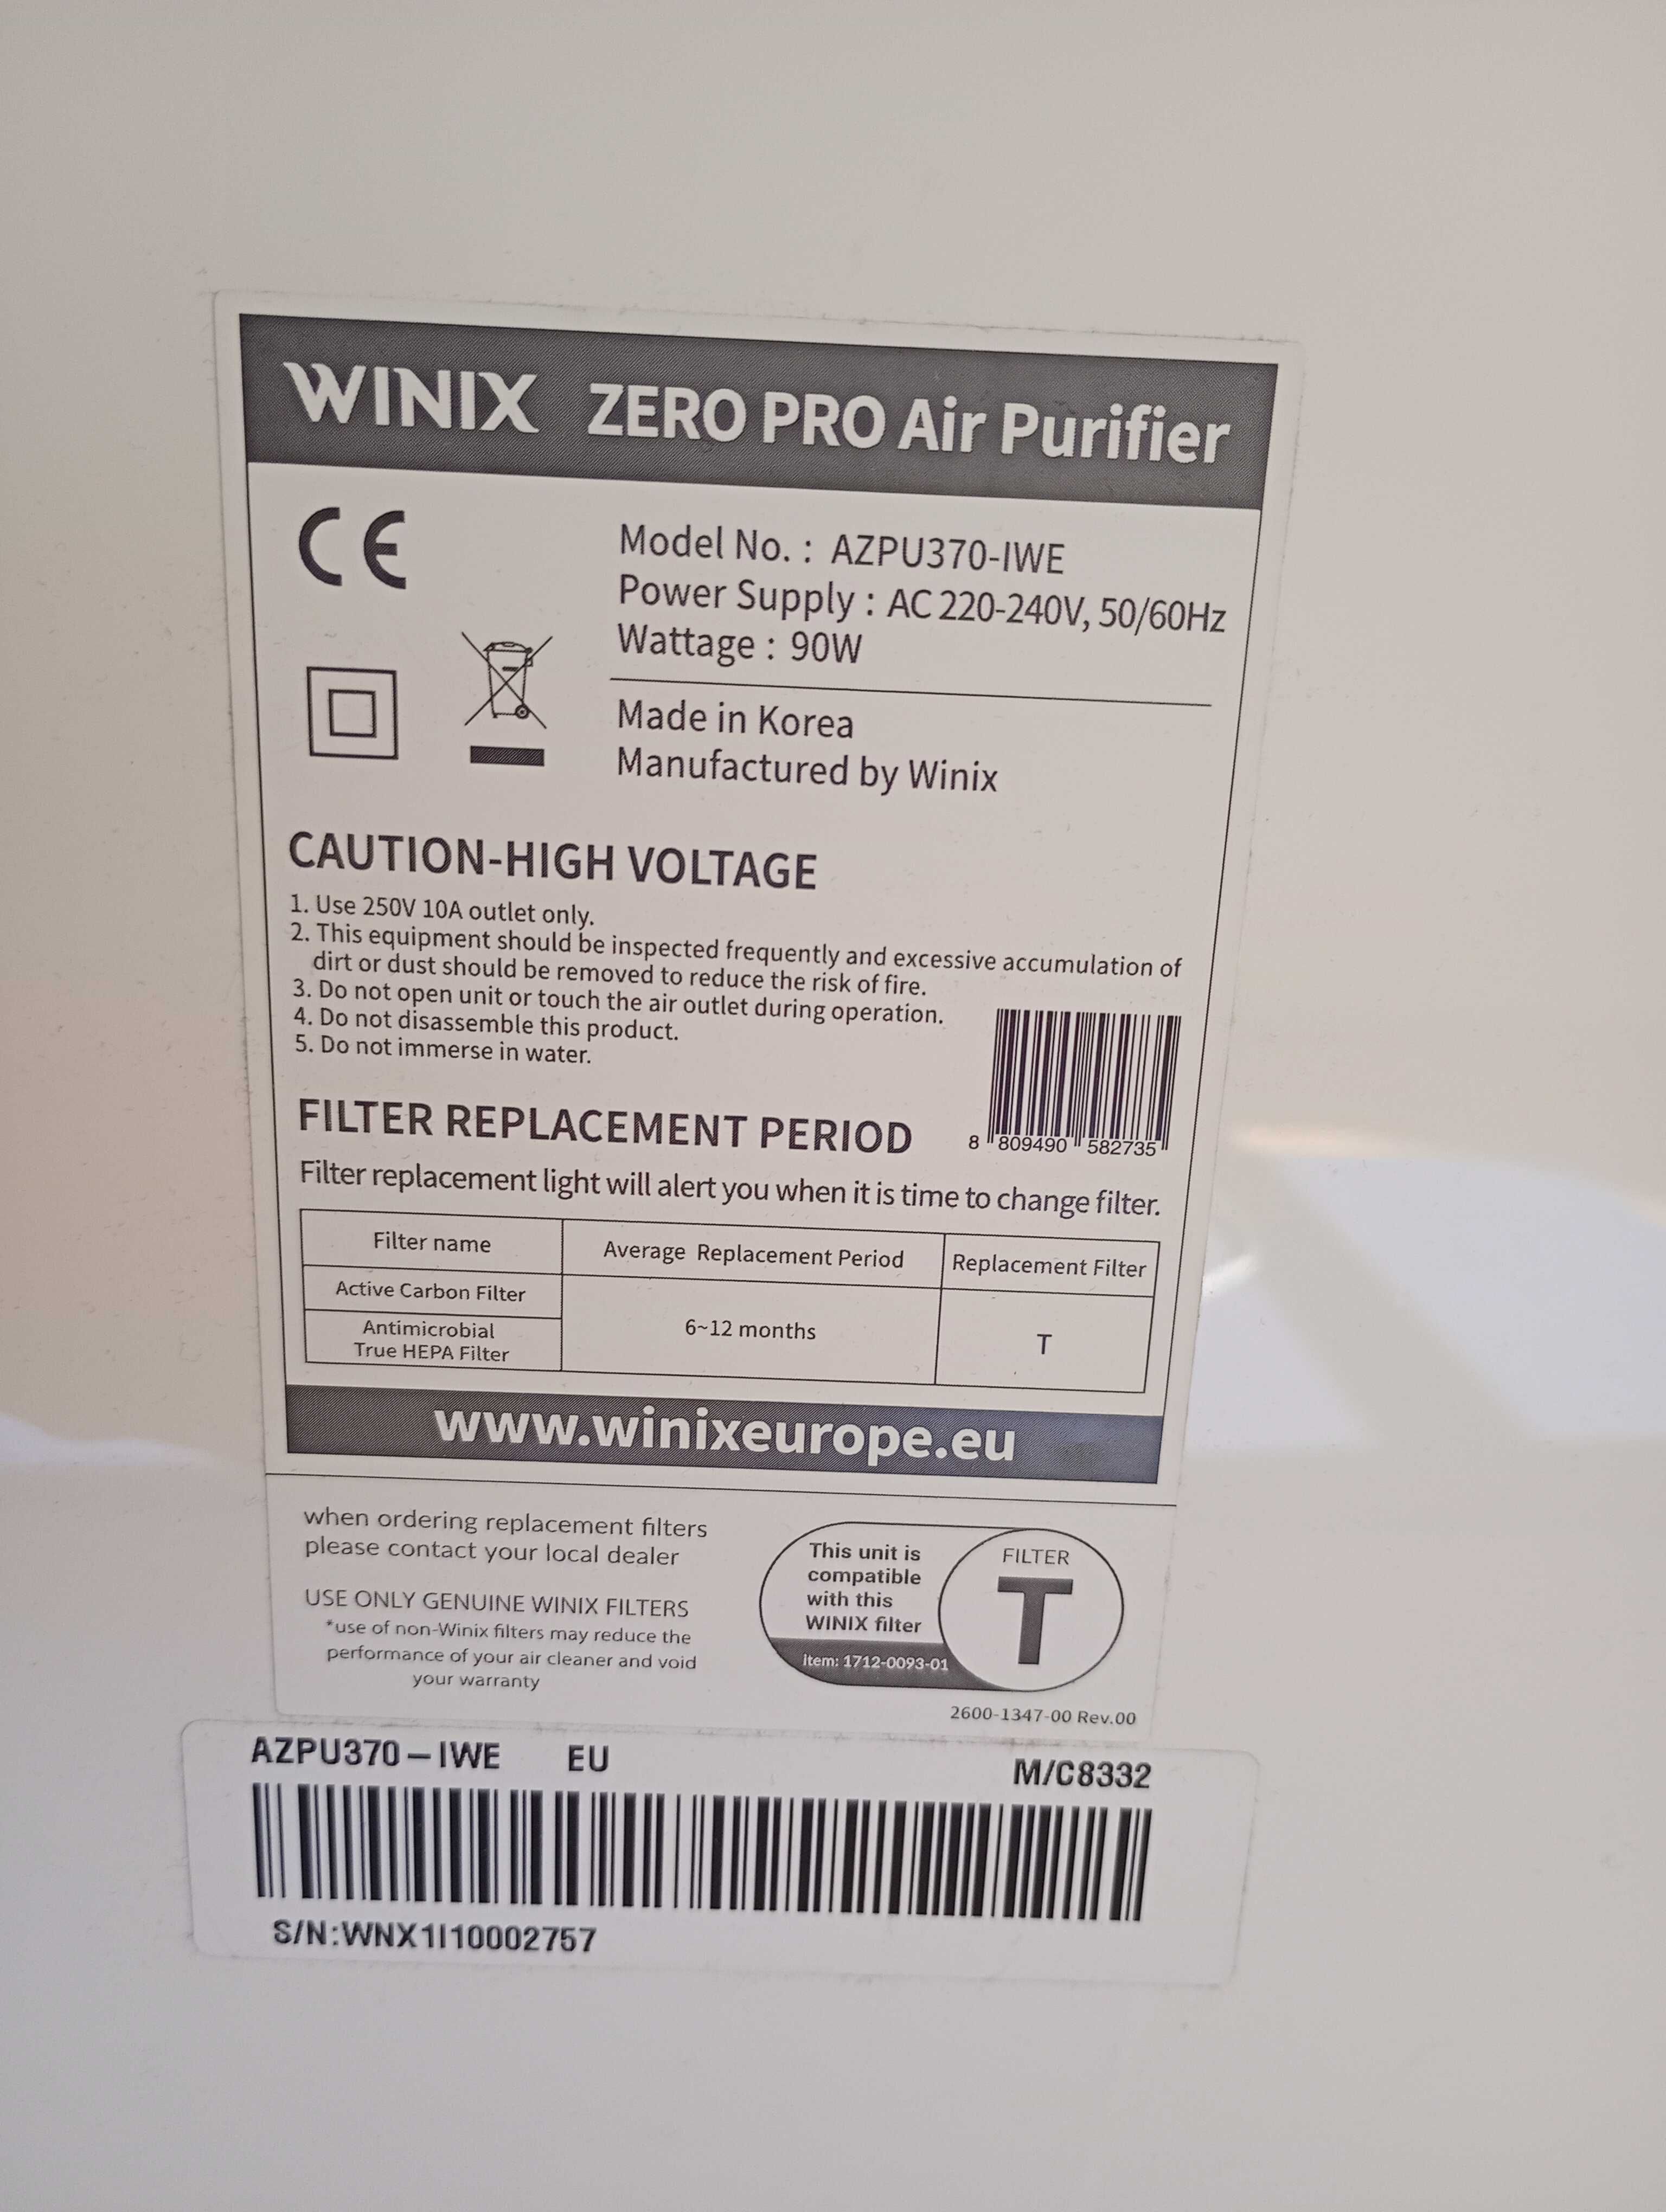 WINIX ZERO PRO Air Purifier
CE
Model No. : AZPU370-IWE
Power Supply : AC 220-240V, 50/60Hz
Wattage : 90W
Made in Korea
Manufactured by Winix
CAUTION-HIGH VOLTAGE
1. Use 250V 10A outlet only.
2. This equipment should be inspected frequently and excessive accumulation of
dirt or dust should be removed to reduce the risk of fire.
3. Do not open unit or touch the air outlet during operation.
4. Do not disassemble this product.
5. Do not immerse in water.
8 809490 582735
FILTER REPLACEMENT PERIOD
Filter replacement light will alert you when it is time to change filter.
Filter name Average Replacement Period Replacement Filter
Active Carbon Filter
Antimicrobial
True HEPA Filter
6~12 months
T
www.winixeurope.eu
when ordering replacement filters
please contact your local dealer
USE ONLY GENUINE WINIX FILTERS
*use of non-Winix filters may reduce the
performance of your air cleaner and void
your warranty
This unit is
compatible
with this
WINIX filter
item: 1712-0093-01
FILTER
T
2600-1347-00 Rev.00
AZPU370-IWE EU M/C8332
S/N:WNX1I10002757